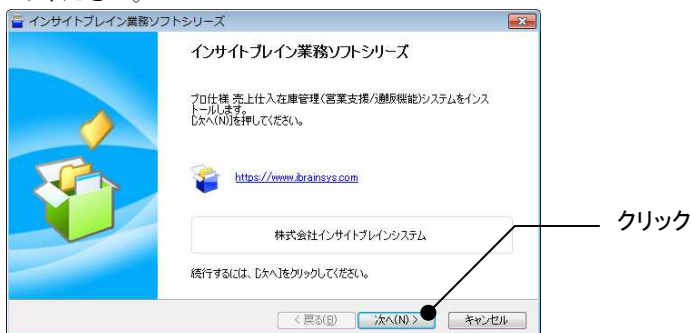 インサイトブレイン業務ソフトシリーズ
インサイトブレイン業務ソフトシリーズ
プロ仕様 売上仕入在庫管理(営業支援/通販機能)システムをインス
トールします。
[次へ(N)]を押してください。
https://www.ibrainsys.com
株式会社インサイトブレインシステム
クリック
続行するには、[次へ]をクリックしてください。
< 戻る(B)
次へ(N) >
キャンセル